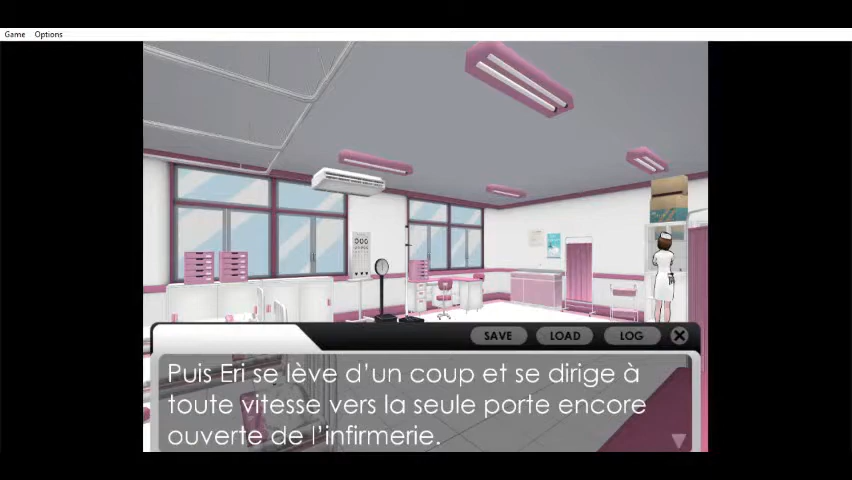 Game Options
SAVE LOAD LOG
Puis Eri se lève d’un coup et se dirige à
toute vitesse vers la seule porte encore
ouverte de l’infirmerie.